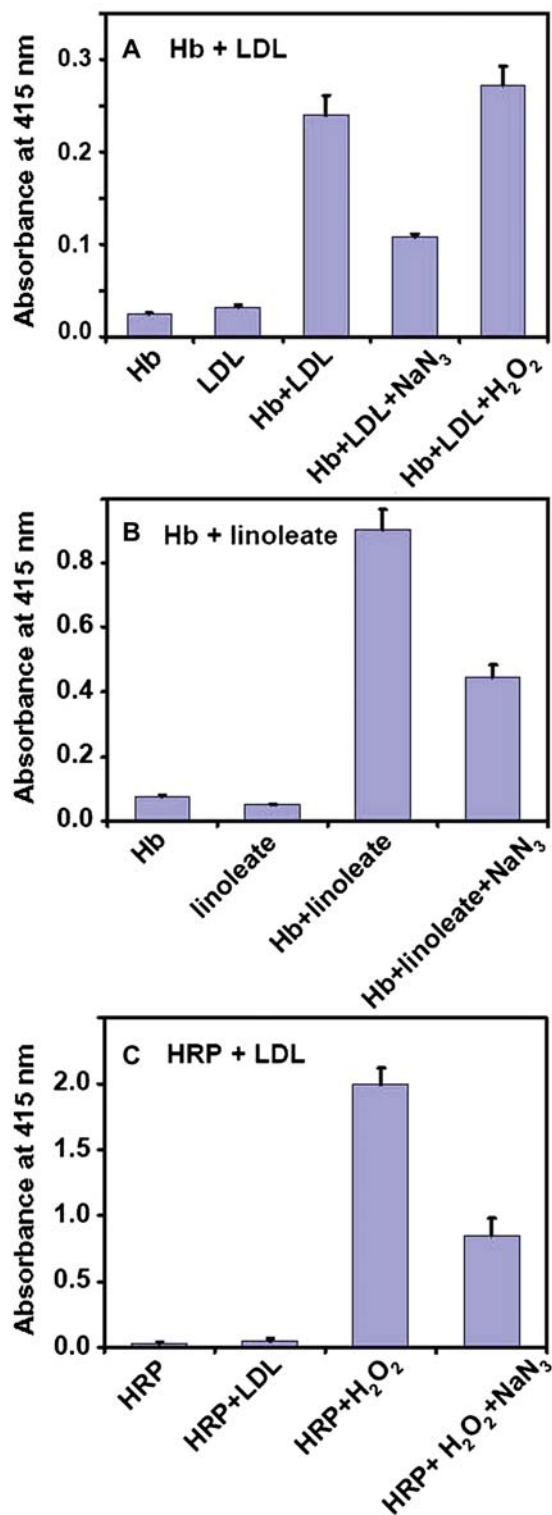 A Hb + LDL
Absorbance at 415 nm
0.3
0.2
0.1
0.0
Hb
LDL
Hb+LDL
Hb+LDL+NaN₃
Hb+LDL+H₂O₂
B Hb + linoleate
Absorbance at 415 nm
0.8
0.6
0.4
0.2
0.0
Hb
linoleate
Hb+linoleate
Hb+linoleate+NaN₃
C HRP + LDL
Absorbance at 415 nm
2.0
1.5
1.0
0.5
0.0
HRP
HRP+LDL
HRP+H₂O₂
HRP+ H₂O₂+NaN₃